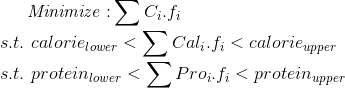 Minimize : ∑ C_i.f_i
s.t. calorie_lower < ∑ Cal_i.f_i < calorie_upper
s.t. protein_lower < ∑ Pro_i.f_i < protein_upper